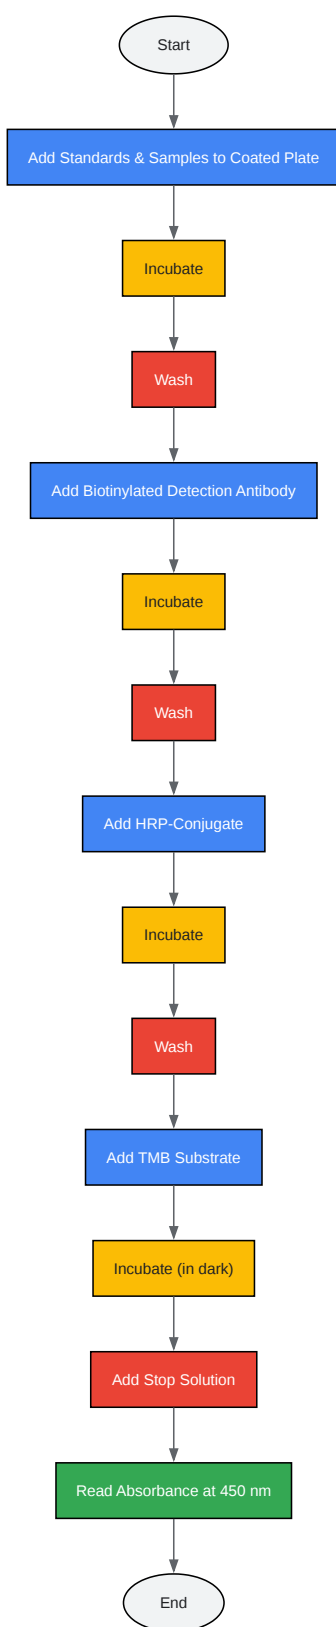 Start
Add Standards & Samples to Coated Plate
Incubate
Wash
Add Biotinylated Detection Antibody
Incubate
Wash
Add HRP-Conjugate
Incubate
Wash
Add TMB Substrate
Incubate (in dark)
Add Stop Solution
Read Absorbance at 450 nm
End